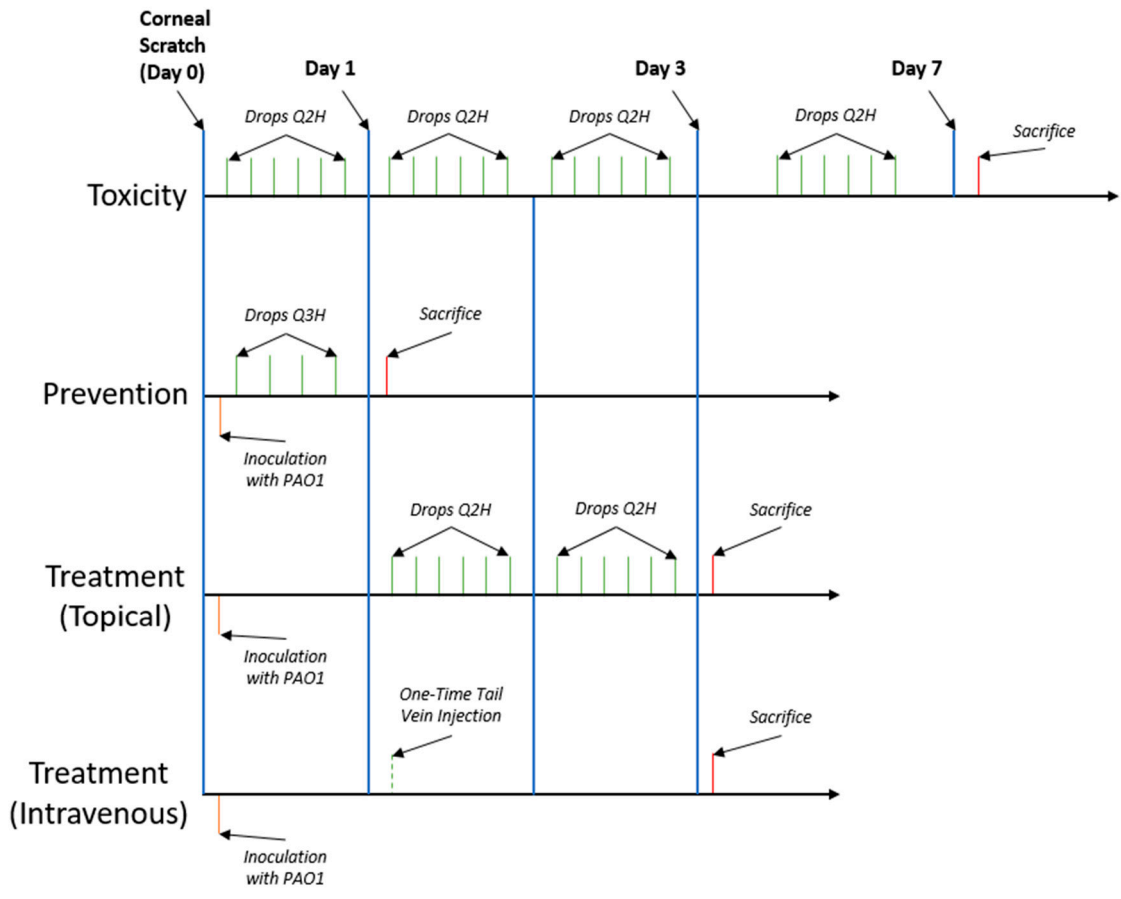 Corneal
Scratch
(Day 0)
Day 1
Day 3
Day 7
Drops Q2H
Drops Q2H
Drops Q2H
Drops Q2H
Sacrifice
Toxicity
Drops Q3H
Sacrifice
Prevention
Inoculation
with PAO1
Drops Q2H
Drops Q2H
Sacrifice
Treatment
(Topical)
Inoculation
with PAO1
One-Time Tail
Vein Injection
Sacrifice
Treatment
(Intravenous)
Inoculation
with PAO1